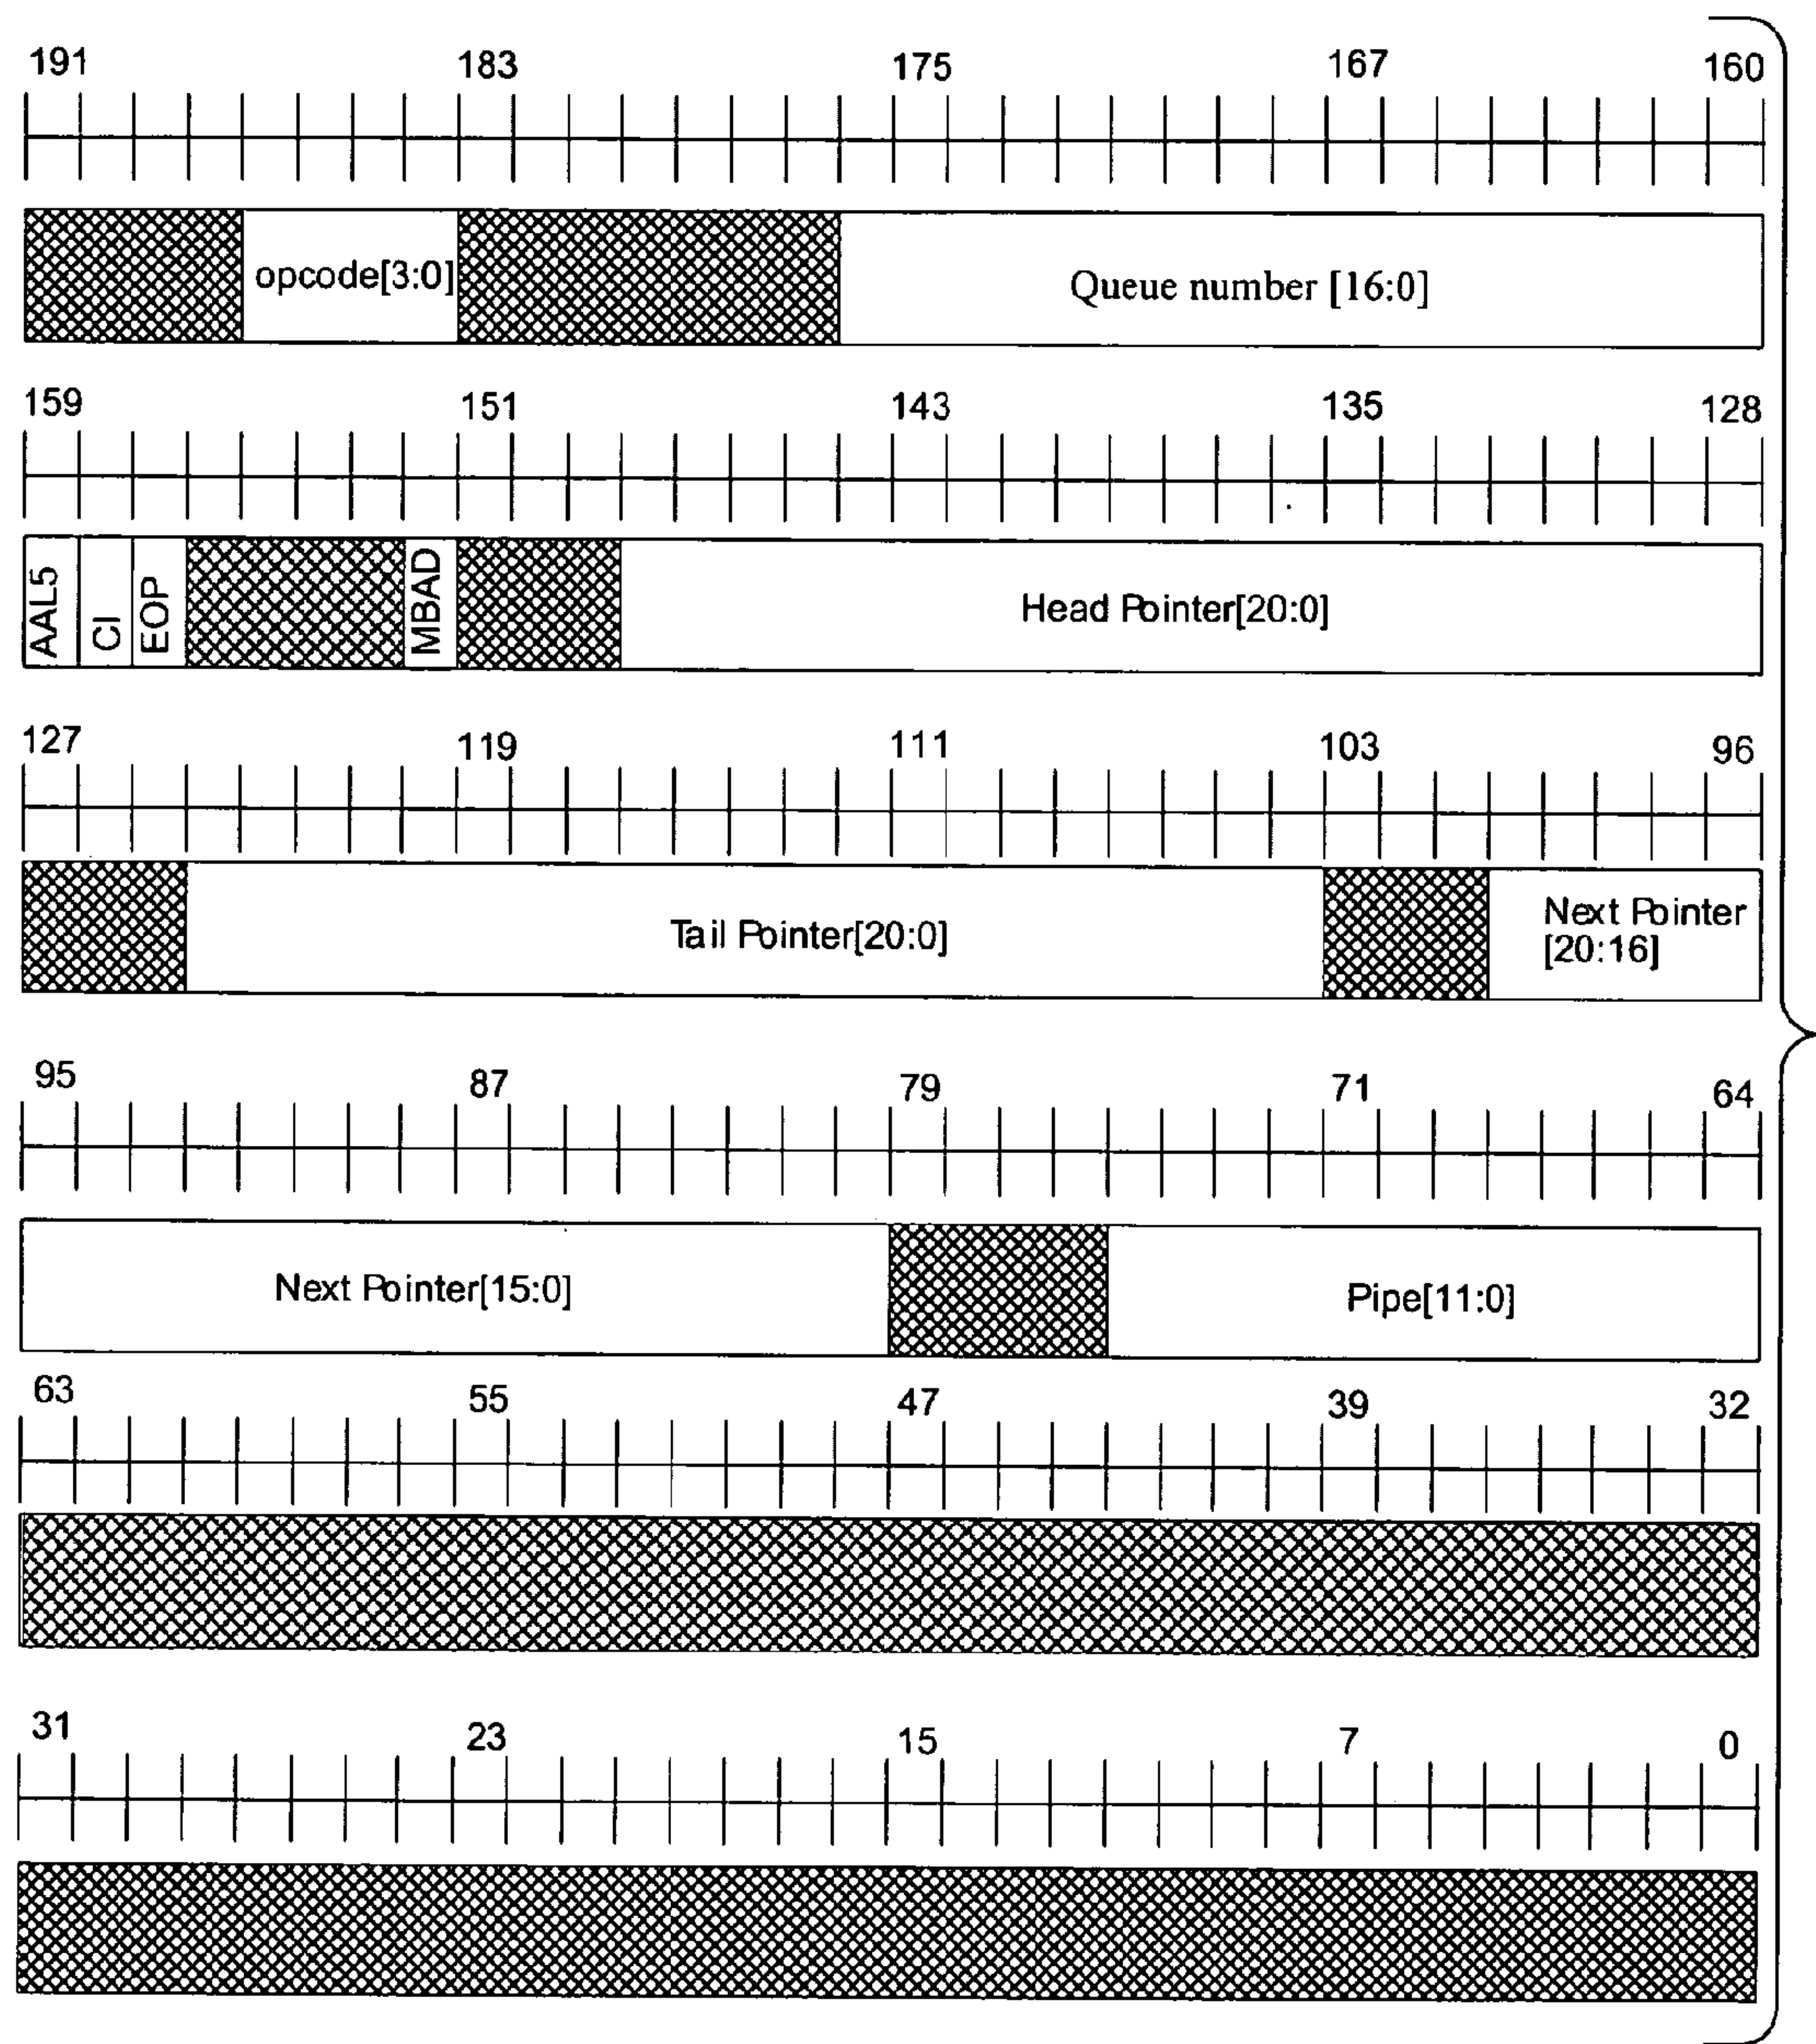 191 183 175 167 160
opcode[3:0] Queue number [16:0]
159 151 143 135 128
AAL5 CI EOP MBAD Head Pointer[20:0]
127 119 111 103 96
Tail Pointer[20:0] Next Pointer
[20:16]
95 87 79 71 64
Next Pointer[15:0] Pipe[11:0]
63 55 47 39 32
31 23 15 7 0